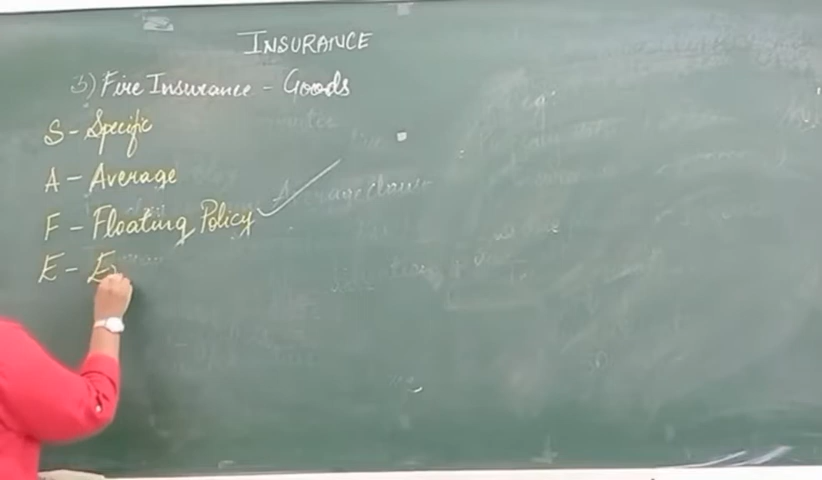 INSURANCE
3) Fire Insurance - Goods
S - Specific
A - Average
F - Floating Policy ✓
E - E